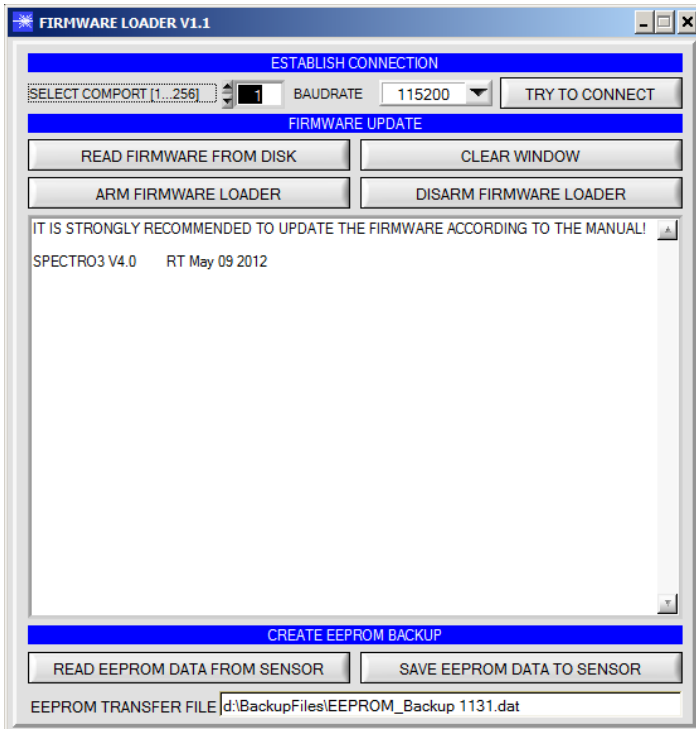 FIRMWARE LOADER V1.1
ESTABLISH CONNECTION
SELECT COMPORT [1...256] 1 BAUDRATE 115200 TRY TO CONNECT
FIRMWARE UPDATE
READ FIRMWARE FROM DISK CLEAR WINDOW
ARM FIRMWARE LOADER DISARM FIRMWARE LOADER
IT IS STRONGLY RECOMMENDED TO UPDATE THE FIRMWARE ACCORDING TO THE MANUAL!
SPECTRO3 V4.0 RT May 09 2012
CREATE EEPROM BACKUP
READ EEPROM DATA FROM SENSOR SAVE EEPROM DATA TO SENSOR
EEPROM TRANSFER FILE d:\BackupFiles\EEPROM_Backup 1131.dat